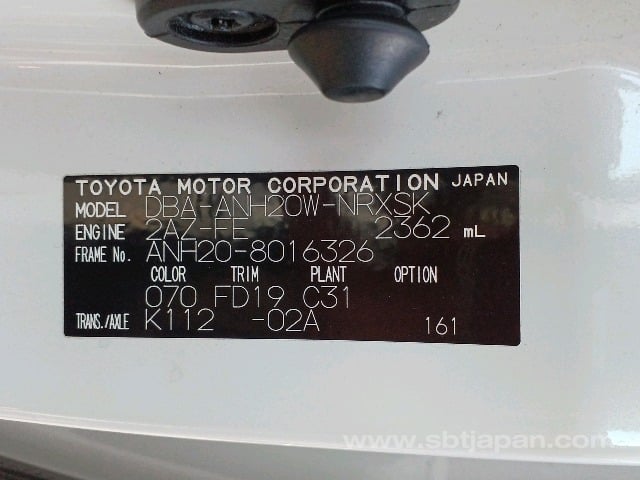 TOYOTA MOTOR CORPORATION JAPAN
MODEL DBA-ANH20W-NRXSK
ENGINE 2AZ-FE 2362 mL
FRAME No. ANH20-8016326
COLOR TRIM PLANT OPTION
070 FD19 C31
TRANS./AXLE K112 -02A 161
www.sbtjapan.com